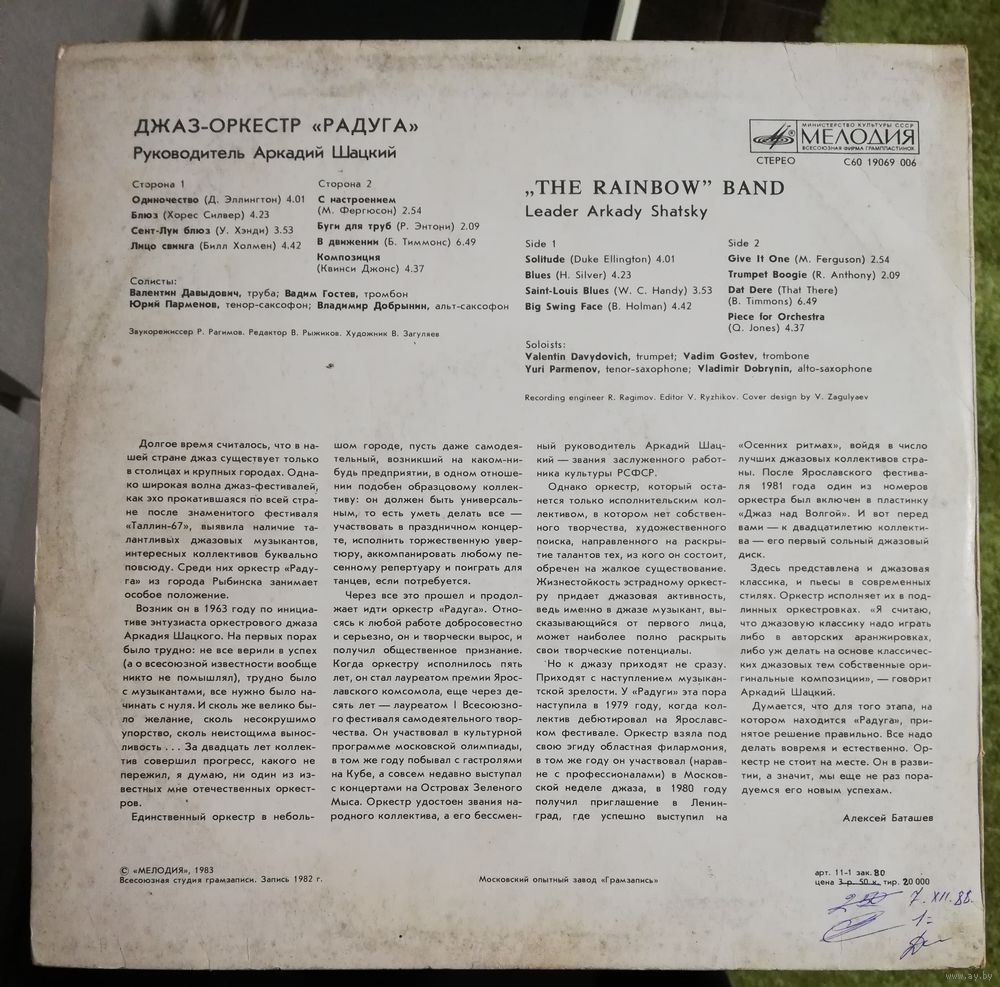 ДЖАЗ-ОРКЕСТР «РАДУГА»
Руководитель Аркадий Шацкий
Сторона 1
Одиночество (Д. Эллингтон) 4.01
Блюз (Хорес Силвер) 4.23
Сент-Луи блюз (У. Хэнди) 3.53
Лицо свинга (Билл Холмен) 4.42
Сторона 2
С настроением
(М. Фергюсон) 2.54
Буги для труб (Р. Энтони) 2.09
В движении (Б. Тиммонс) 6.49
Композиция
(Квинси Джонс) 4.37
Солисты:
Валентин Давыдович, труба; Вадим Гостев, тромбон
Юрий Парменов, тенор-саксофон; Владимир Добрынин, альт-саксофон
Звукорежиссер Р. Рагимов. Редактор В. Рыжиков. Художник В. Загуляев
МИНИСТЕРСТВО КУЛЬТУРЫ СССР
МЕЛОДИЯ
ВСЕСОЮЗНАЯ ФИРМА ГРАМПЛАСТИНОК
СТЕРЕО С60 19069 006
„THE RAINBOW” BAND
Leader Arkady Shatsky
Side 1
Solitude (Duke Ellington) 4.01
Blues (H. Silver) 4.23
Saint-Louis Blues (W. C. Handy) 3.53
Big Swing Face (B. Holman) 4.42
Side 2
Give It One (M. Ferguson) 2.54
Trumpet Boogie (R. Anthony) 2.09
Dat Dere (That There)
(B. Timmons) 6.49
Piece for Orchestra
(Q. Jones) 4.37
Soloists:
Valentin Davydovich, trumpet; Vadim Gostev, trombone
Yuri Parmenov, tenor-saxophone; Vladimir Dobrynin, alto-saxophone
Recording engineer R. Ragimov. Editor V. Ryzhikov. Cover design by V. Zagulyaev
Долгое время считалось, что в на-
шей стране джаз существует только
в столицах и крупных городах. Одна-
ко широкая волна джаз-фестивалей,
как эхо прокатившаяся по всей стра-
не после знаменитого фестиваля
«Таллин-67», выявила наличие та-
лантливых джазовых музыкантов,
интересных коллективов буквально
повсюду. Среди них оркестр «Раду-
га» из города Рыбинска занимает
особое положение.
Возник он в 1963 году по инициа-
тиве энтузиаста оркестрового джаза
Аркадия Шацкого. На первых порах
было трудно: не все верили в успех
(а о всесоюзной известности вообще
никто не помышлял), трудно было
с музыкантами, все нужно было на-
чинать с нуля. И сколь же велико бы-
ло желание, сколь несокрушимо
упорство, сколь неистощима вынос-
ливость . . . За двадцать лет коллек-
тив совершил прогресс, какого не
пережил, я думаю, ни один из из-
вестных мне отечественных оркест-
ров.
Единственный оркестр в неболь-
шом городе, пусть даже самодея-
тельный, возникший на каком-ни-
будь предприятии, в одном отноше-
нии подобен образцовому коллек-
тиву: он должен быть универсаль-
ным, то есть уметь делать все —
участвовать в праздничном концер-
те, исполнить торжественную увер-
тюру, аккомпанировать любому пе-
сенному репертуару и поиграть для
танцев, если потребуется.
Через все это прошел и продол-
жает идти оркестр «Радуга». Отно-
сясь к любой работе добросовестно
и серьезно, он и творчески вырос, и
получил общественное признание.
Когда оркестру исполнилось пять
лет, он стал лауреатом премии Ярос-
лавского комсомола, еще через де-
сять лет — лауреатом I Всесоюзно-
го фестиваля самодеятельного твор-
чества. Он участвовал в культурной
программе московской олимпиады,
в том же году побывал с гастролями
на Кубе, а совсем недавно выступал
с концертами на Островах Зеленого
Мыса. Оркестр удостоен звания на-
родного коллектива, а его бессмен-
ный руководитель Аркадий Шац-
кий — звания заслуженного работ-
ника культуры РСФСР.
Однако оркестр, который оста-
нется только исполнительским кол-
лективом, в котором нет собственно-
го творчества, художественного
поиска, направленного на раскры-
тие талантов тех, из кого он состоит,
обречен на жалкое существование.
Жизнестойкость эстрадному оркест-
ру придает джазовая активность,
ведь именно в джазе музыкант, вы-
сказывающийся от первого лица,
может наиболее полно раскрыть
свои творческие потенциалы.
Но к джазу приходят не сразу.
Приходят с наступлением музыкан-
тской зрелости. У «Радуги» эта пора
наступила в 1979 году, когда кол-
лектив дебютировал на Ярославс-
ком фестивале. Оркестр взяла под
свою эгиду областная филармония,
в том же году он участвовал (нарав-
не с профессионалами) в Москов-
ской неделе джаза, в 1980 году
получил приглашение в Ленин-
град, где успешно выступил на
«Осенних ритмах», войдя в число
лучших джазовых коллективов стра-
ны. После Ярославского фестива-
ля 1981 года один из номеров
оркестра был включен в пластинку
«Джаз над Волгой». И вот перед
вами — к двадцатилетию коллекти-
ва — его первый сольный джазовый
диск.
Здесь представлена и джазовая
классика, и пьесы в современных
стилях. Оркестр исполняет их в под-
линных оркестровках. «Я считаю,
что джазовую классику надо играть
либо в авторских аранжировках,
либо уж делать на основе классичес-
ких джазовых тем собственные ори-
гинальные композиции», — говорит
Аркадий Шацкий.
Думается, что для того этапа, на
котором находится «Радуга», при-
нятое решение правильно. Все надо
делать вовремя и естественно. Ор-
кестр не стоит на месте. Он в разви-
тии, а значит, мы еще не раз пора-
дуемся его новым успехам.
Алексей Баташев
© «МЕЛОДИЯ», 1983
Всесоюзная студия грамзаписи. Запись 1982 г.
Московский опытный завод «Грамзапись»
арт. 11-1 зак. 80
цена 3 р. 50 к. тир. 20 000
7. XII. 88.
1=
www.ay.by